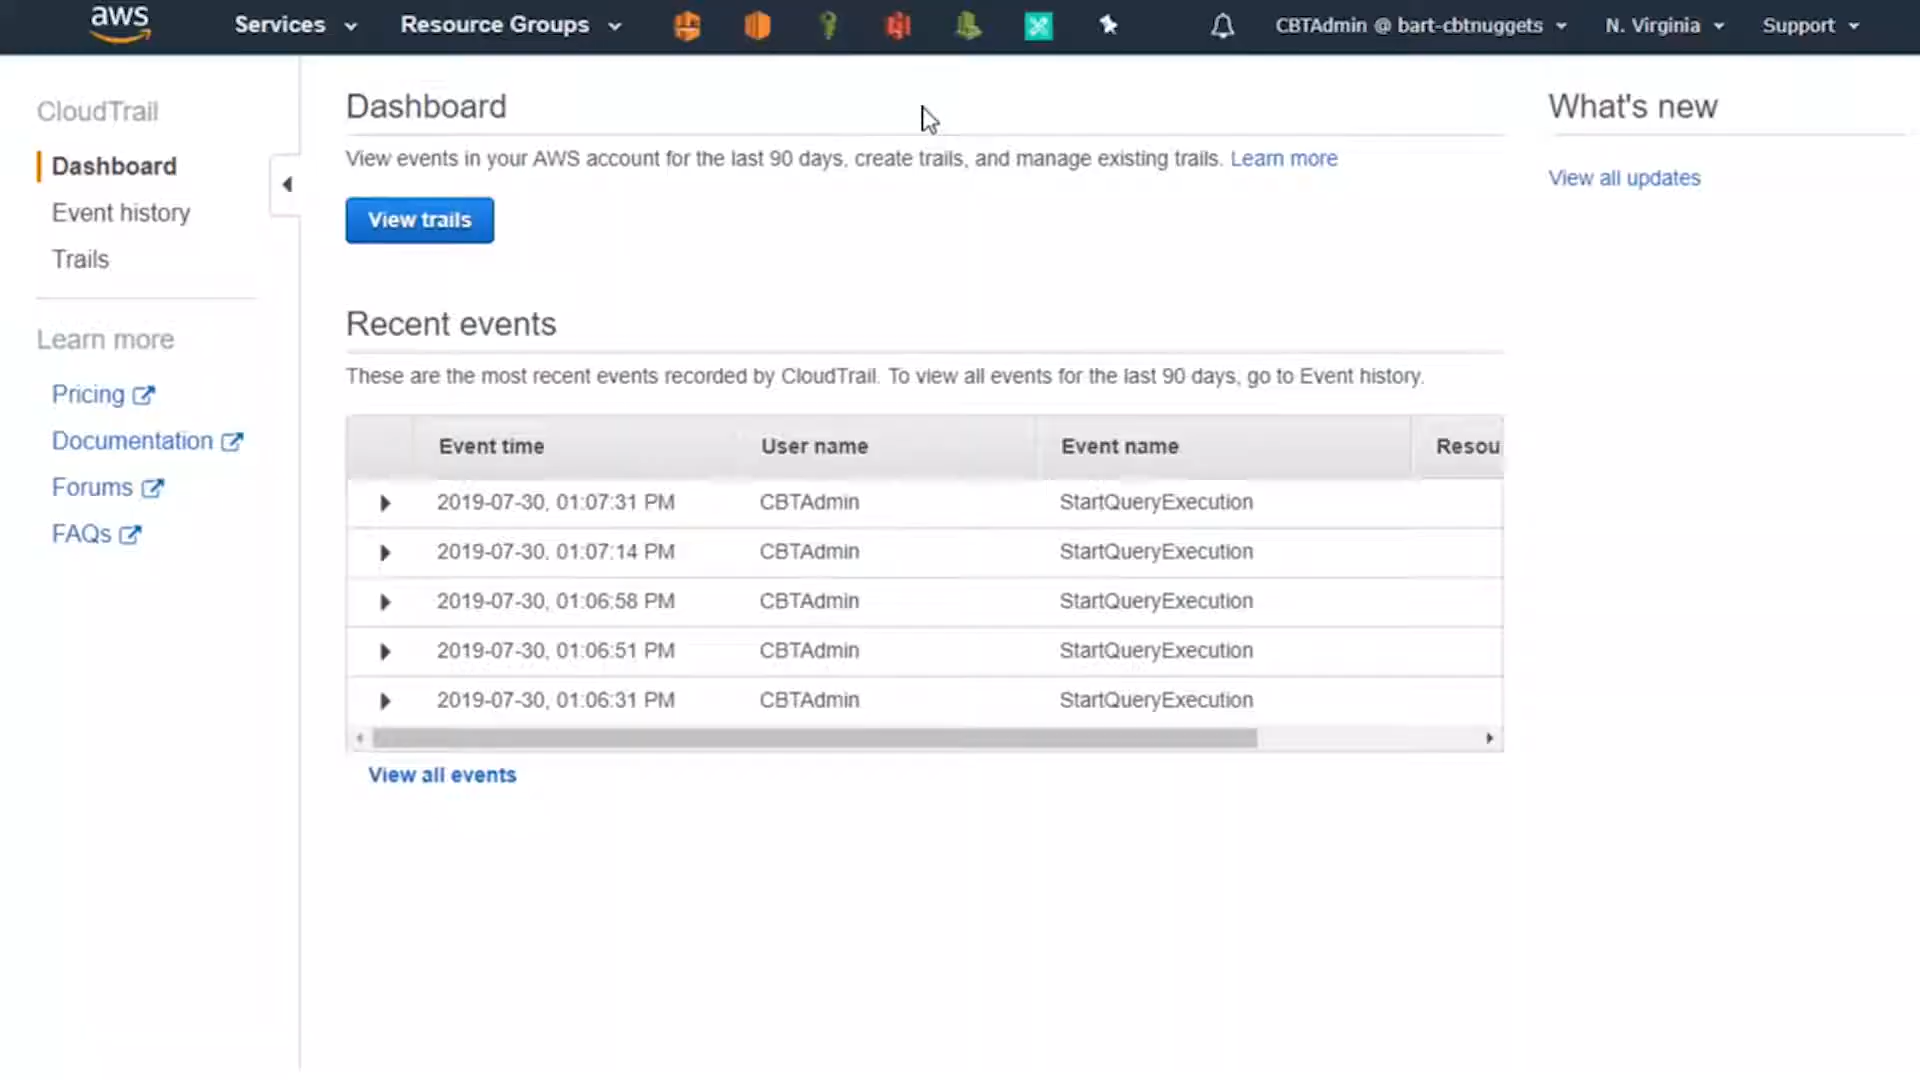 aws Services Resource Groups CBTAdmin @ bart-cbtnuggets N. Virginia Support
CloudTrail
Dashboard
Event history
Trails
Learn more
Pricing
Documentation
Forums
FAQs
Dashboard
View events in your AWS account for the last 90 days, create trails, and manage existing trails. Learn more
View trails
Recent events
These are the most recent events recorded by CloudTrail. To view all events for the last 90 days, go to Event history.
Event time User name Event name Resou
2019-07-30, 01:07:31 PM CBTAdmin StartQueryExecution
2019-07-30, 01:07:14 PM CBTAdmin StartQueryExecution
2019-07-30, 01:06:58 PM CBTAdmin StartQueryExecution
2019-07-30, 01:06:51 PM CBTAdmin StartQueryExecution
2019-07-30, 01:06:31 PM CBTAdmin StartQueryExecution
View all events
What's new
View all updates